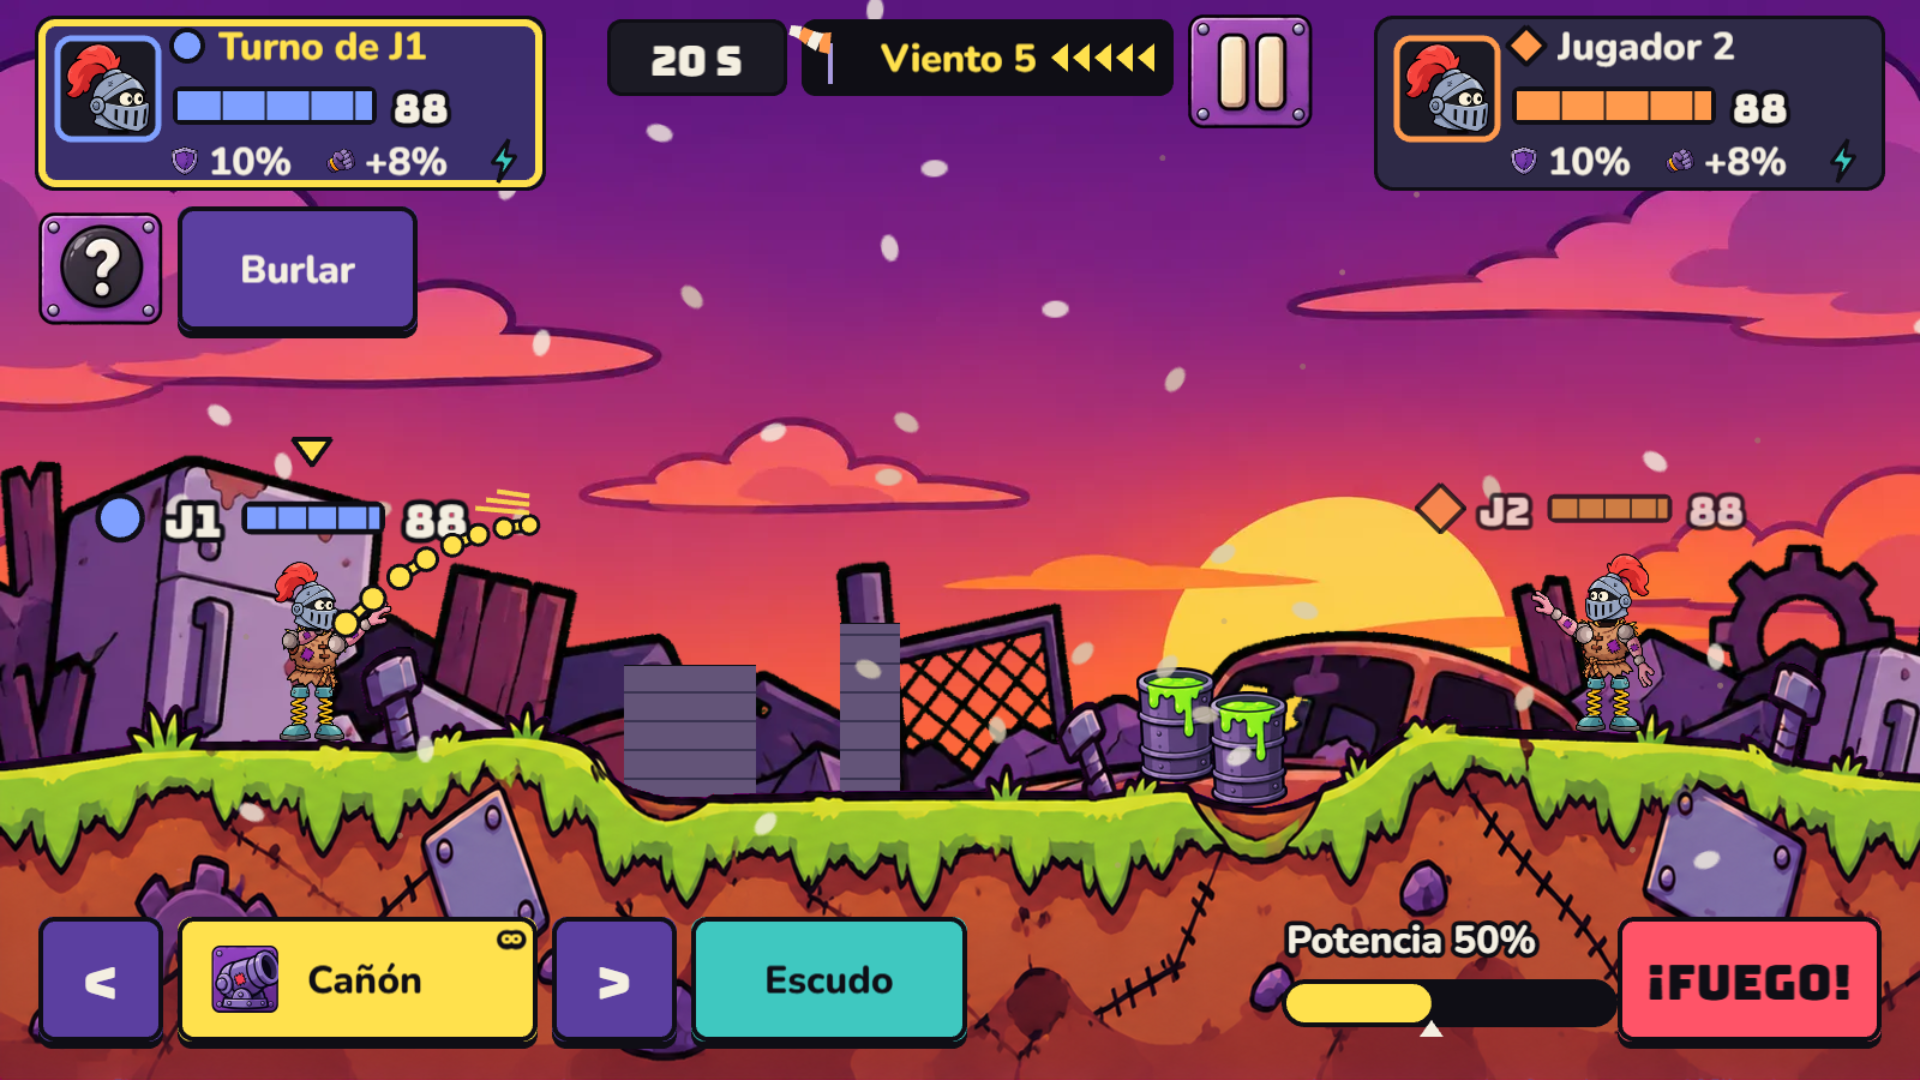 Turno de J1
88
10% +8%
20 S
Viento 5
Jugador 2
88
10% +8%
?
Burlar
J1 88
J2 88
<
Cañón
∞
>
Escudo
Potencia 50%
¡FUEGO!